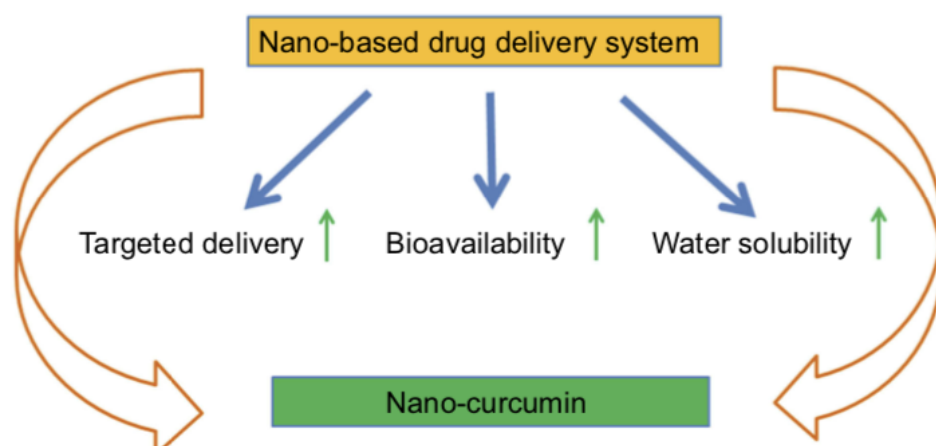 Nano-based drug delivery system
Targeted delivery
Bioavailability
Water solubility
Nano-curcumin